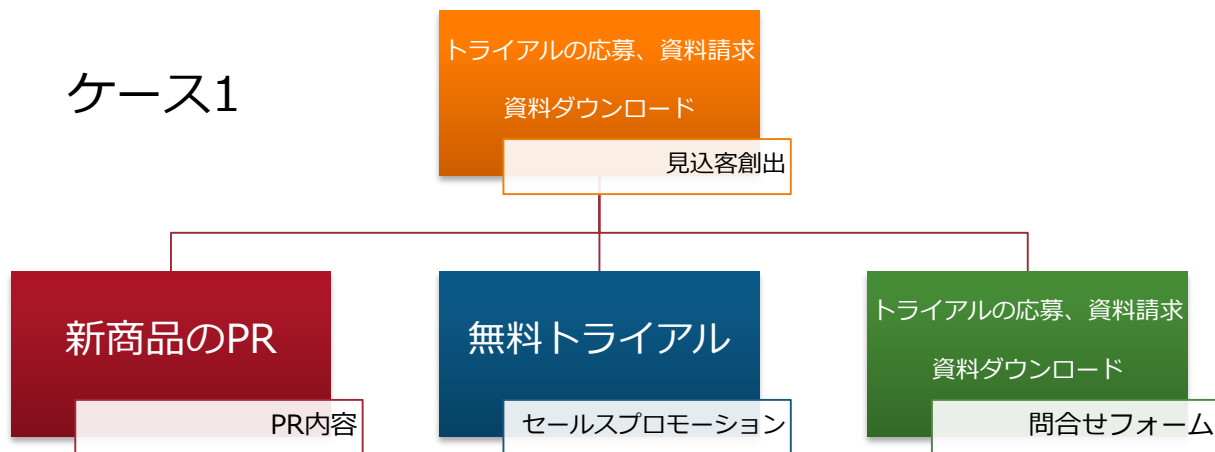 ケース1
トライアルの応募、資料請求
資料ダウンロード
見込客創出
新商品のPR
PR内容
無料トライアル
セールスプロモーション
トライアルの応募、資料請求
資料ダウンロード
問合せフォーム